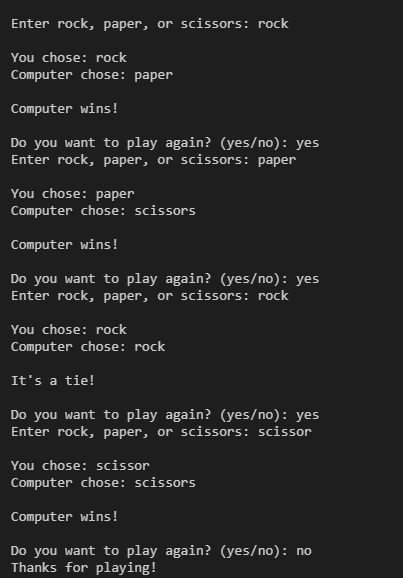 Enter rock, paper, or scissors: rock
You chose: rock
Computer chose: paper
Computer wins!
Do you want to play again? (yes/no): yes
Enter rock, paper, or scissors: paper
You chose: paper
Computer chose: scissors
Computer wins!
Do you want to play again? (yes/no): yes
Enter rock, paper, or scissors: rock
You chose: rock
Computer chose: rock
It's a tie!
Do you want to play again? (yes/no): yes
Enter rock, paper, or scissors: scissor
You chose: scissor
Computer chose: scissors
Computer wins!
Do you want to play again? (yes/no): no
Thanks for playing!